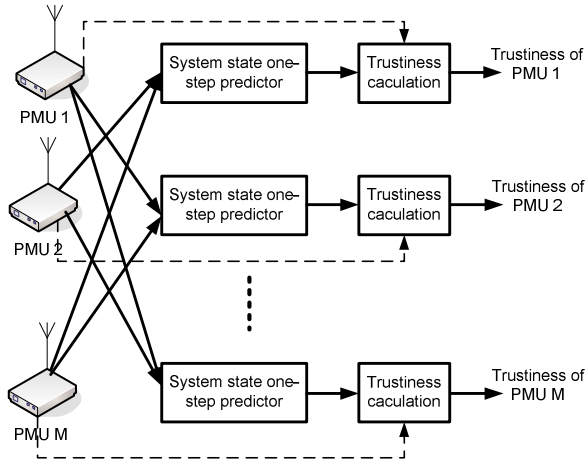 System state one-
step predictor
Trustiness
caculation
Trustiness of
PMU 1
PMU 1
System state one-
step predictor
Trustiness
caculation
Trustiness of
PMU 2
PMU 2
System state one-
step predictor
Trustiness
caculation
Trustiness of
PMU M
PMU M